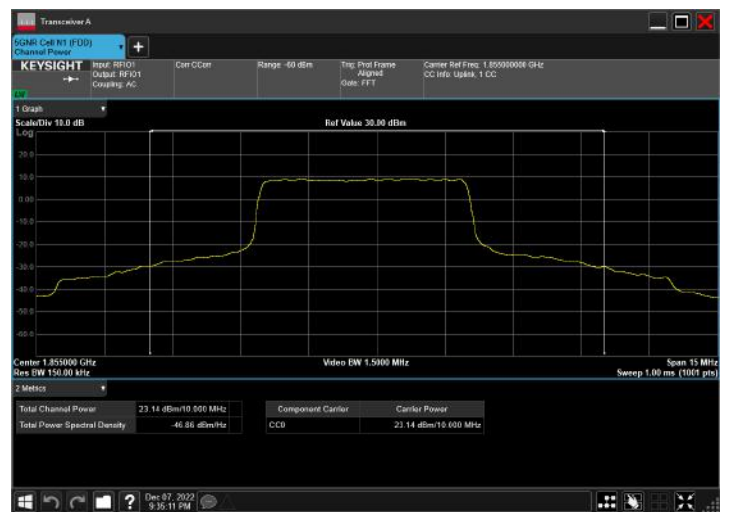 Transceiver A
5GNR Cell N1 (FDD)
Channel Power
KEYSIGHT
Input: RFIO1
Output: RFIO1
Coupling: AC
Corr CCorr
Range -60 dBm
Trig: Prot Frame
Aligned
Gate: FFT
Carrier Ref Freq: 1.855000000 GHz
CC Info: Uplink, 1 CC
1 Graph
Scale/Div 10.0 dB
Ref Value 30.00 dBm
Log
20.0
10.0
0.00
-10.0
-20.0
-30.0
-40.0
-50.0
-60.0
Center 1.855000 GHz
Video BW 1.5000 MHz
Span 15 MHz
Res BW 150.00 kHz
Sweep 1.00 ms (1001 pts)
2 Metrics
Total Channel Power 23.14 dBm/10.000 MHz
Total Power Spectral Density -46.86 dBm/Hz
Component Carrier Carrier Power
CC0 23.14 dBm/10.000 MHz
?
Dec 07, 2022
9:35:11 PM